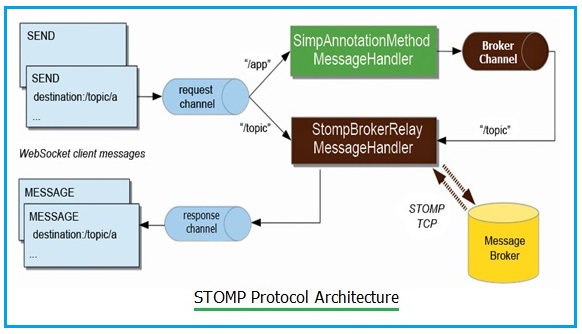 SEND
SEND
destination:/topic/a
...
WebSocket client messages
request
channel
"/app"
"/topic"
SimpAnnotationMethod
MessageHandler
Broker
Channel
StompBrokerRelay
MessageHandler
"/topic"
MESSAGE
MESSAGE
destination:/topic/a
...
response
channel
STOMP
TCP
Message
Broker
STOMP Protocol Architecture